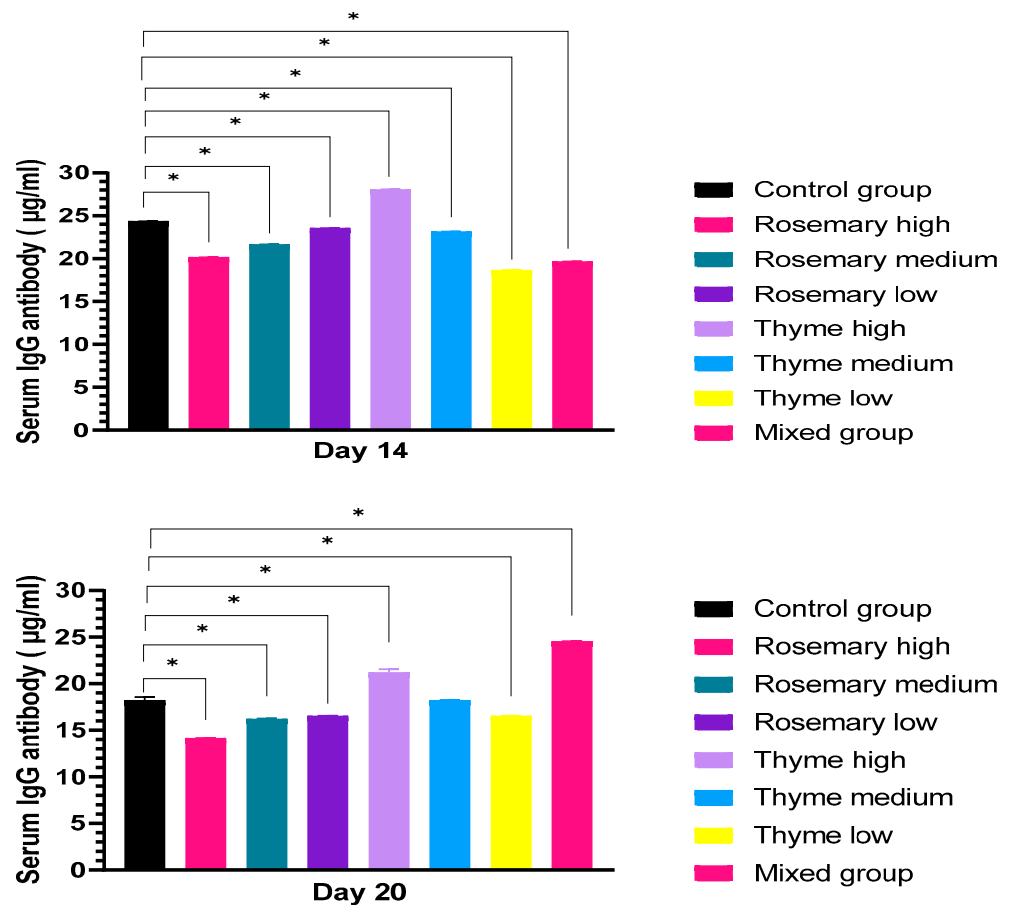 *
*
*
*
*
*
*
Serum IgG antibody ( µg/ml)
30
25
20
15
10
5
0
Day 14
Control group
Rosemary high
Rosemary medium
Rosemary low
Thyme high
Thyme medium
Thyme low
Mixed group
*
*
*
*
*
*
Serum IgG antibody ( µg/ml)
30
25
20
15
10
5
0
Day 20
Control group
Rosemary high
Rosemary medium
Rosemary low
Thyme high
Thyme medium
Thyme low
Mixed group